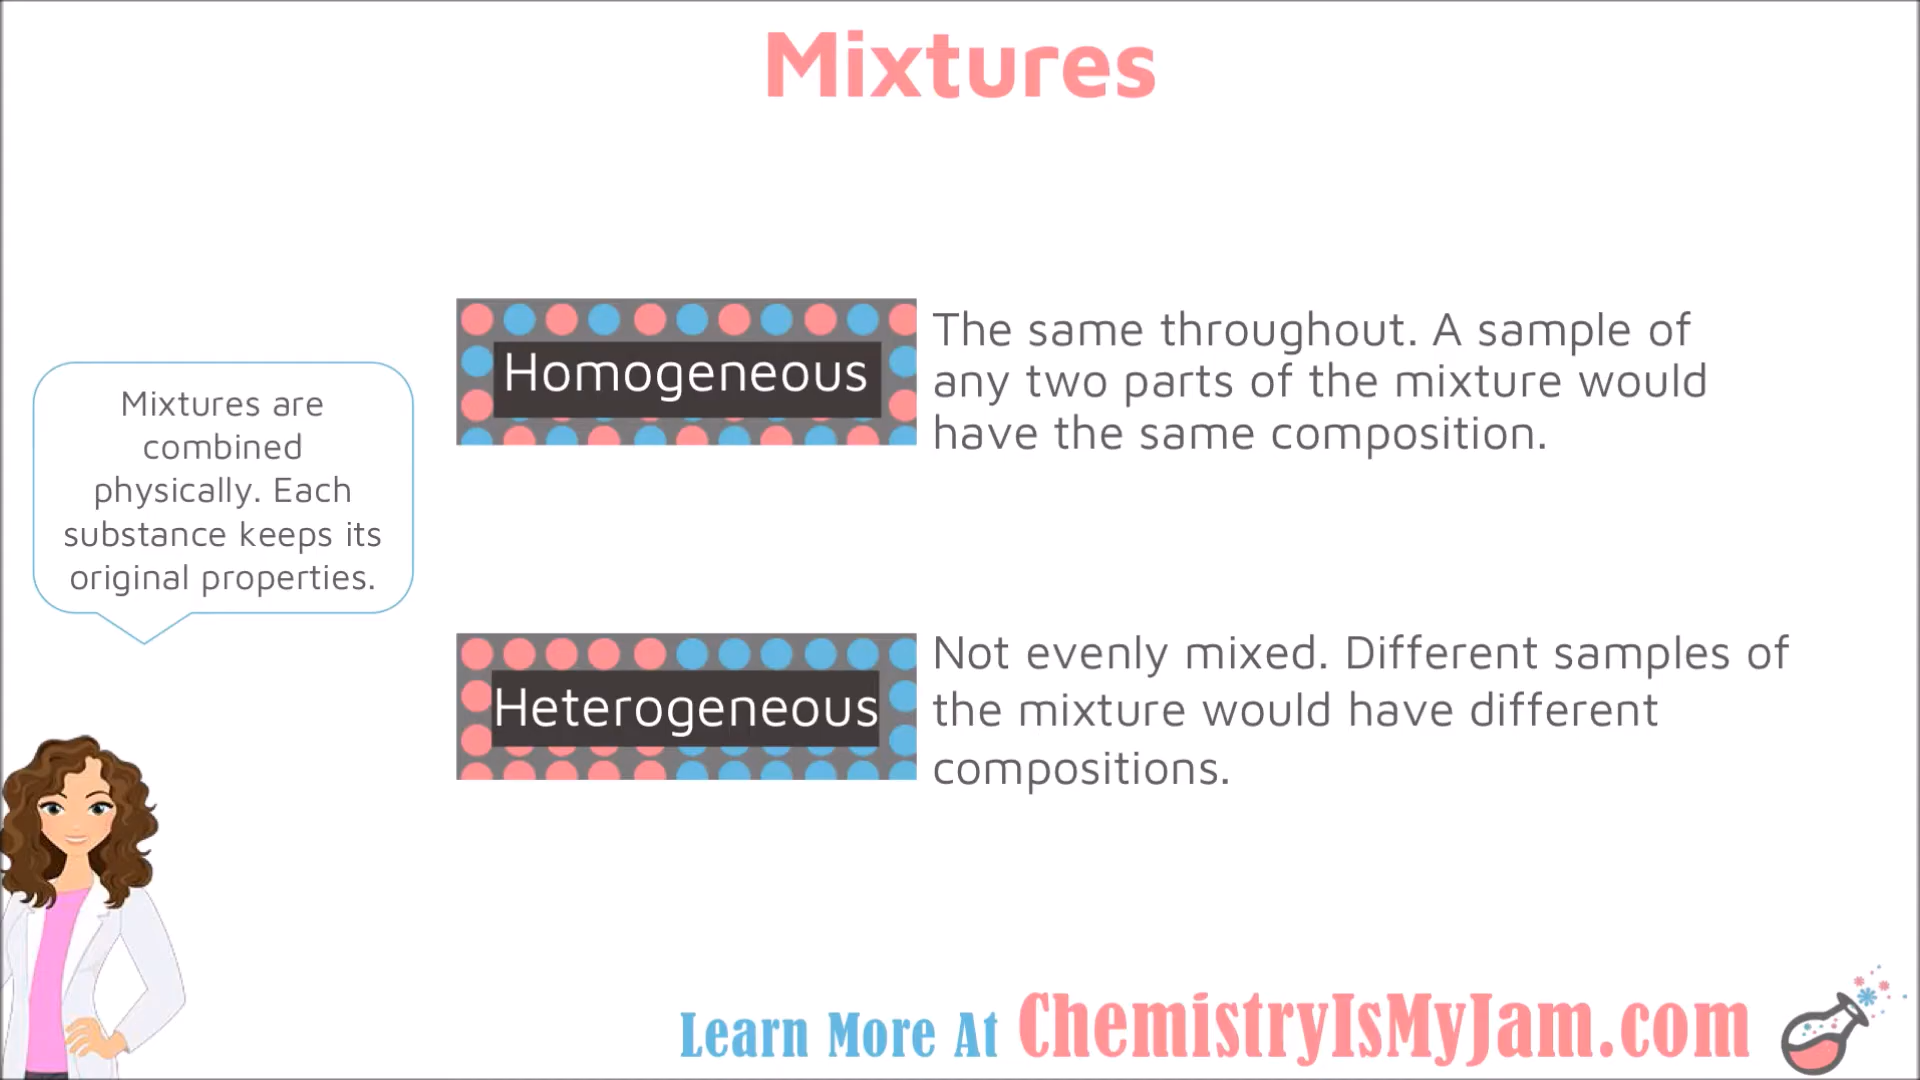 Mixtures
Mixtures are
combined
physically. Each
substance keeps its
original properties.
Homogeneous
The same throughout. A sample of
any two parts of the mixture would
have the same composition.
Heterogeneous
Not evenly mixed. Different samples of
the mixture would have different
compositions.
Learn More At ChemistryIsMyJam.com